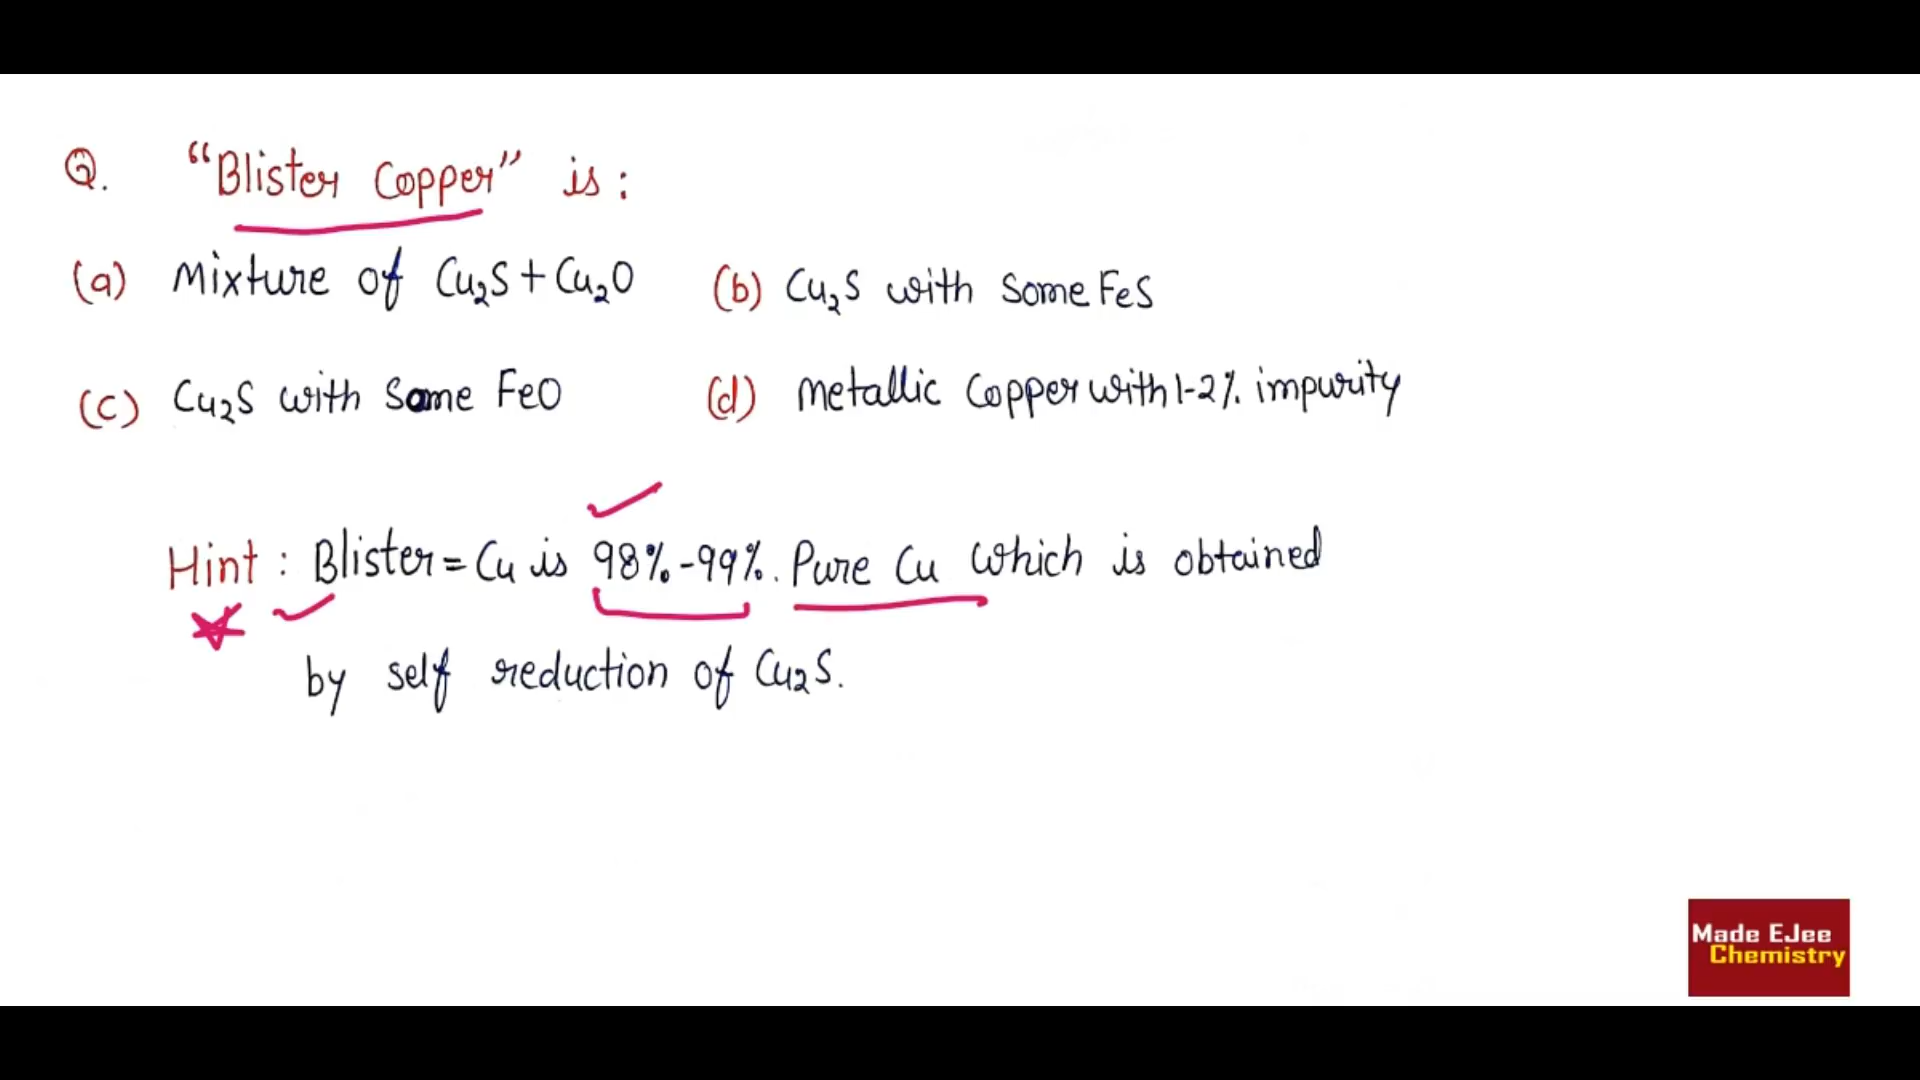 Q. "Blister Copper" is :
(a) Mixture of Cu₂S + Cu₂O (b) Cu₂S with Some FeS
(c) Cu₂S with Some FeO (d) Metallic Copper with 1-2% impurity
Hint : Blister = Cu is 98% - 99%. Pure Cu Which is obtained
by self reduction of Cu₂S.
Made EJee
Chemistry